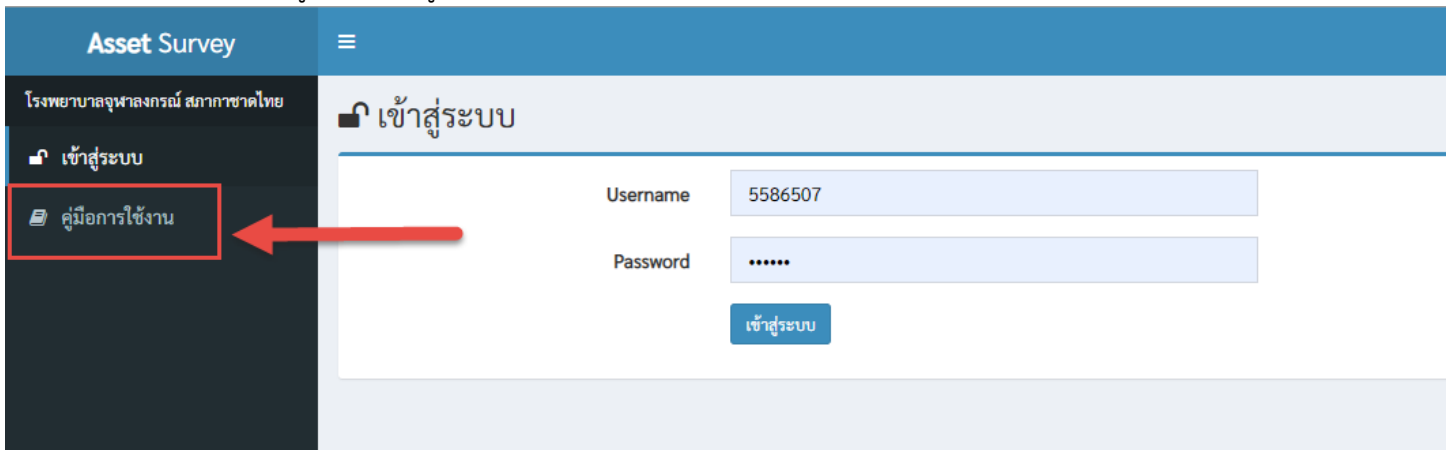 Asset Survey
โรงพยาบาลจุฬาลงกรณ์ สภากาชาดไทย
เข้าสู่ระบบ
คู่มือการใช้งาน
เข้าสู่ระบบ
Username 5586507
Password ••••••
เข้าสู่ระบบ